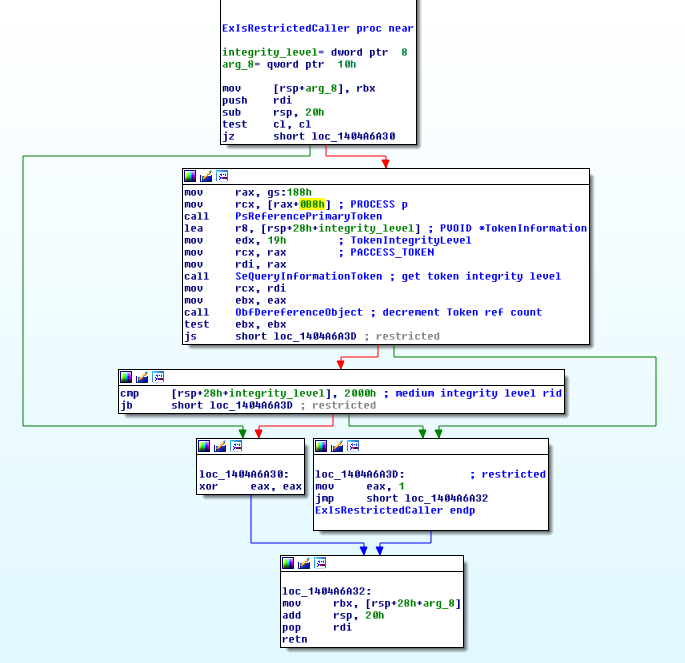 ExIsRestrictedCaller proc near
integrity_level= dword ptr  8
arg_8= qword ptr  10h
mov     [rsp+arg_8], rbx
push    rdi
sub     rsp, 20h
test    cl, cl
jz      short loc_1404A6A30
mov     rax, gs:188h
mov     rcx, [rax+0B8h] ; PROCESS p
call    PsReferencePrimaryToken
lea     r8, [rsp+28h+integrity_level] ; PVOID *TokenInformation
mov     edx, 19h        ; TokenIntegrityLevel
mov     rcx, rax        ; PACCESS_TOKEN
mov     rdi, rax
call    SeQueryInformationToken ; get token integrity level
mov     rcx, rdi
mov     ebx, eax
call    ObfDereferenceObject ; decrement Token ref count
test    ebx, ebx
js      short loc_1404A6A3D ; restricted
cmp     [rsp+28h+integrity_level], 2000h ; medium integrity level rid
jb      short loc_1404A6A3D ; restricted
loc_1404A6A30:
xor     eax, eax
loc_1404A6A3D:          ; restricted
mov     eax, 1
jmp     short loc_1404A6A32
ExIsRestrictedCaller endp
loc_1404A6A32:
mov     rbx, [rsp+28h+arg_8]
add     rsp, 20h
pop     rdi
retn